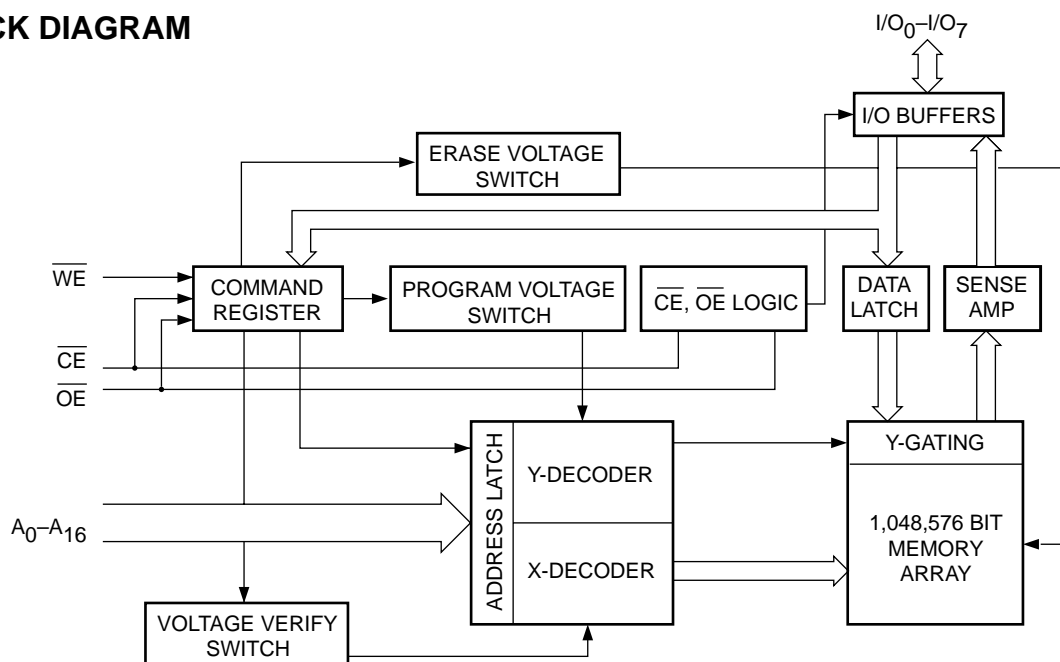 CK DIAGRAM
I/O0–I/O7
I/O BUFFERS
ERASE VOLTAGE
SWITCH
WE
CE
OE
COMMAND
REGISTER
PROGRAM VOLTAGE
SWITCH
CE, OE LOGIC
DATA
LATCH
SENSE
AMP
ADDRESS LATCH
Y-DECODER
X-DECODER
Y-GATING
1,048,576 BIT
MEMORY
ARRAY
A0–A16
VOLTAGE VERIFY
SWITCH